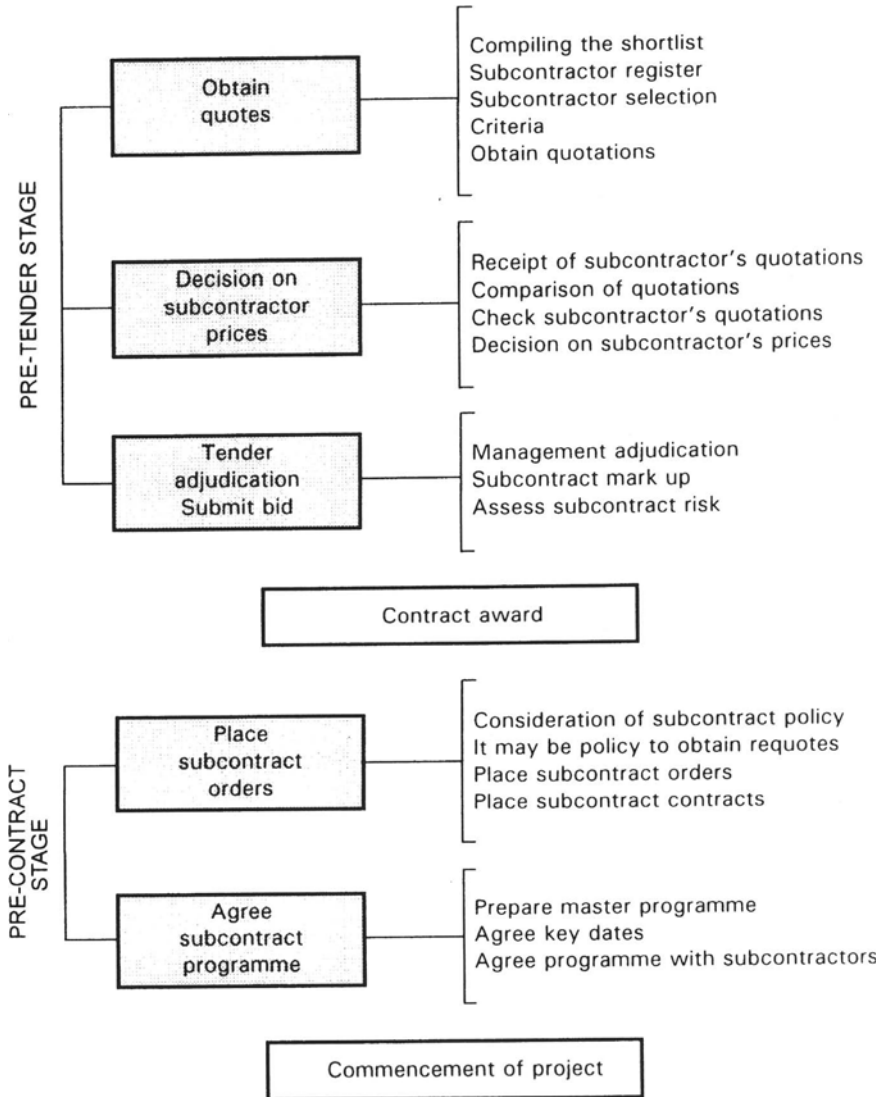 PRE-TENDER STAGE
Obtain
quotes
Compiling the shortlist
Subcontractor register
Subcontractor selection
Criteria
Obtain quotations
Decision on
subcontractor
prices
Receipt of subcontractor's quotations
Comparison of quotations
Check subcontractor's quotations
Decision on subcontractor's prices
Tender
adjudication
Submit bid
Management adjudication
Subcontract mark up
Assess subcontract risk
Contract award
PRE-CONTRACT
STAGE
Place
subcontract
orders
Consideration of subcontract policy
It may be policy to obtain requotes
Place subcontract orders
Place subcontract contracts
Agree
subcontract
programme
Prepare master programme
Agree key dates
Agree programme with subcontractors
Commencement of project